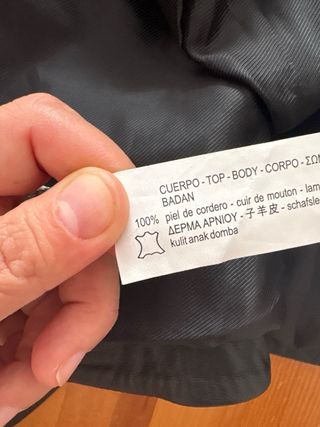 CUERPO - TOP - BODY - CORPO - ΣΩΜ
BADAN
100% piel de cordero - cuir de mouton - lam
ΔΕΡΜΑ ΑΡΝΙΟΥ - 子羊皮 - schafsle
kulit anak domba